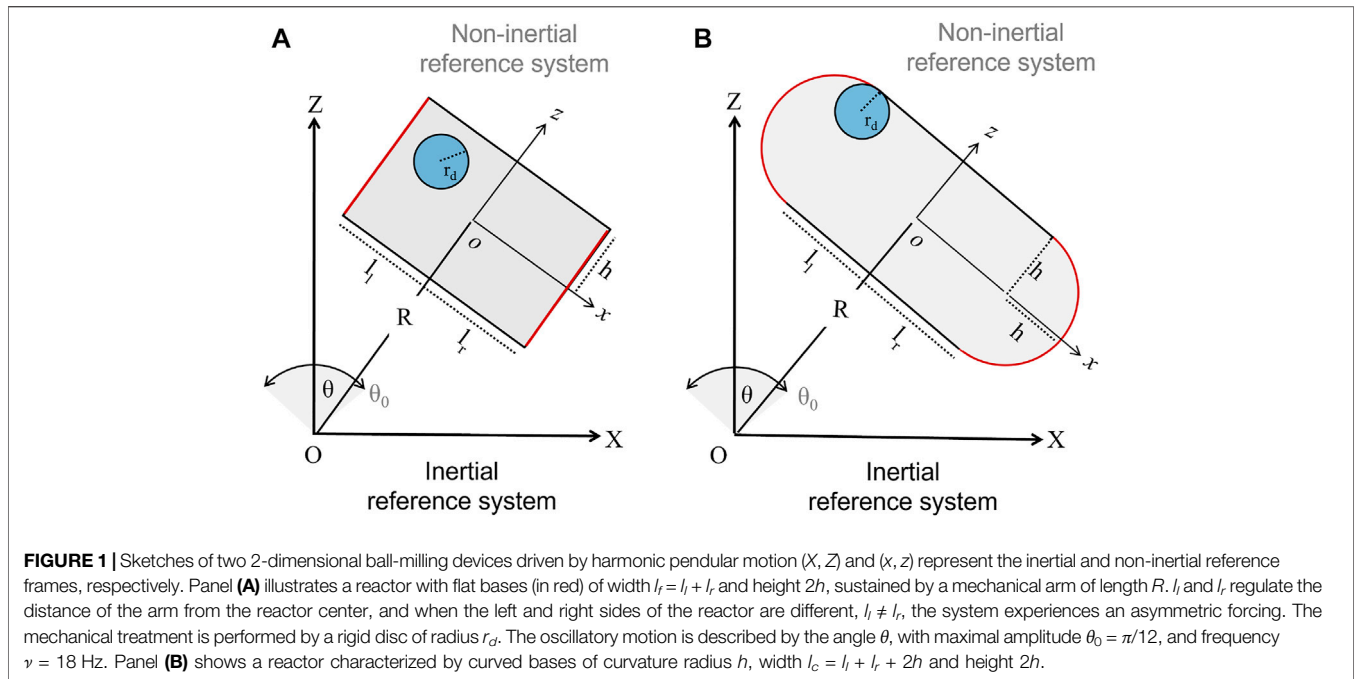 A
Non-inertial
reference system
Z
z
r_d
o
h
x
l_l
R
l_r
θ
θ_0
X
O
Inertial
reference system
B
Non-inertial
reference system
Z
r_d
z
o
h
h
x
l_l
R
l_r
θ
θ_0
X
O
Inertial
reference system
FIGURE 1 | Sketches of two 2-dimensional ball-milling devices driven by harmonic pendular motion (X, Z) and (x, z) represent the inertial and non-inertial reference
frames, respectively. Panel (A) illustrates a reactor with flat bases (in red) of width l_f = l_l + l_r and height 2h, sustained by a mechanical arm of length R. l_l and l_r regulate the
distance of the arm from the reactor center, and when the left and right sides of the reactor are different, l_l ≠ l_r, the system experiences an asymmetric forcing. The
mechanical treatment is performed by a rigid disc of radius r_d. The oscillatory motion is described by the angle θ, with maximal amplitude θ_0 = π/12, and frequency
ν = 18 Hz. Panel (B) shows a reactor characterized by curved bases of curvature radius h, width l_c = l_l + l_r + 2h and height 2h.